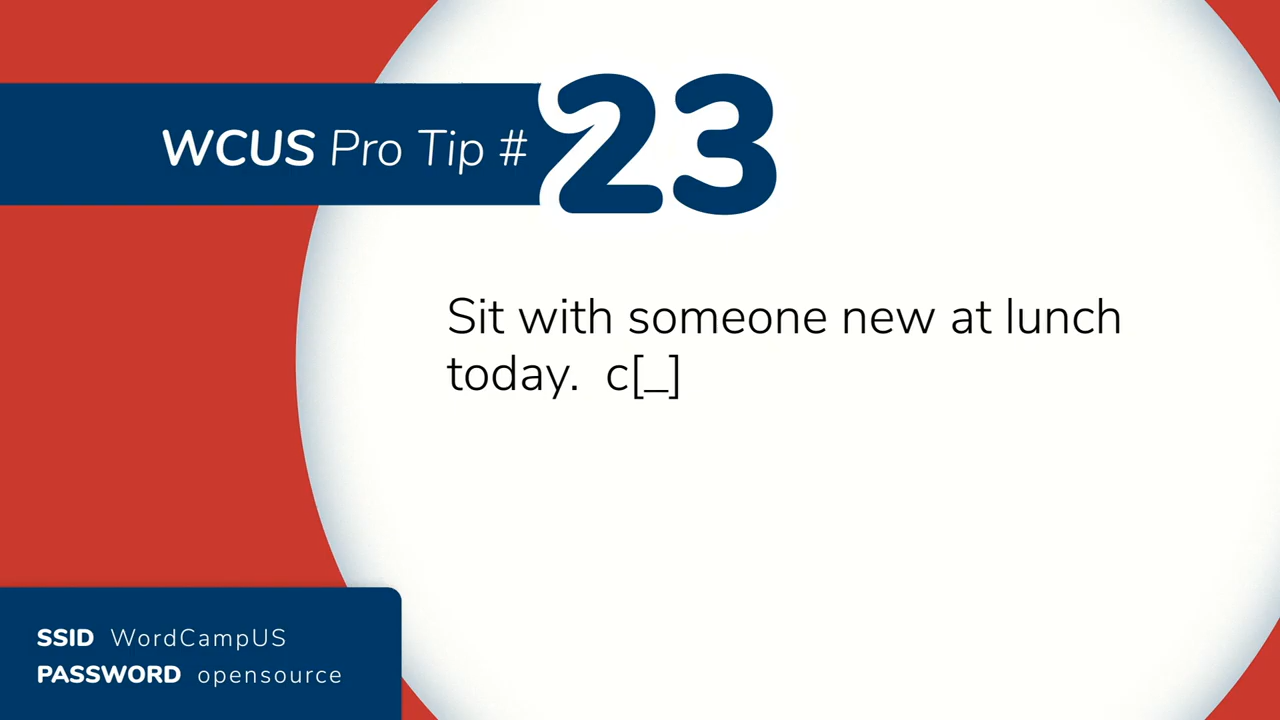 WCUS Pro Tip # 23
Sit with someone new at lunch
today.  c[_]
SSID WordCampUS
PASSWORD opensource